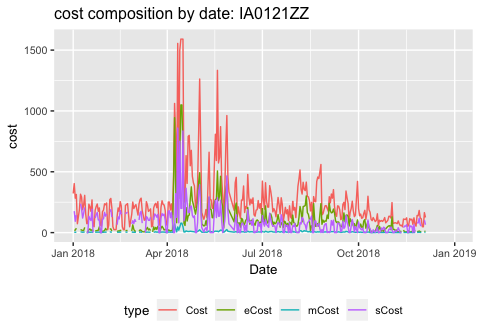 cost composition by date: IA0121ZZ
1500
1000
500
0
cost
Jan 2018 Apr 2018 Jul 2018 Oct 2018 Jan 2019
Date
type Cost eCost mCost sCost